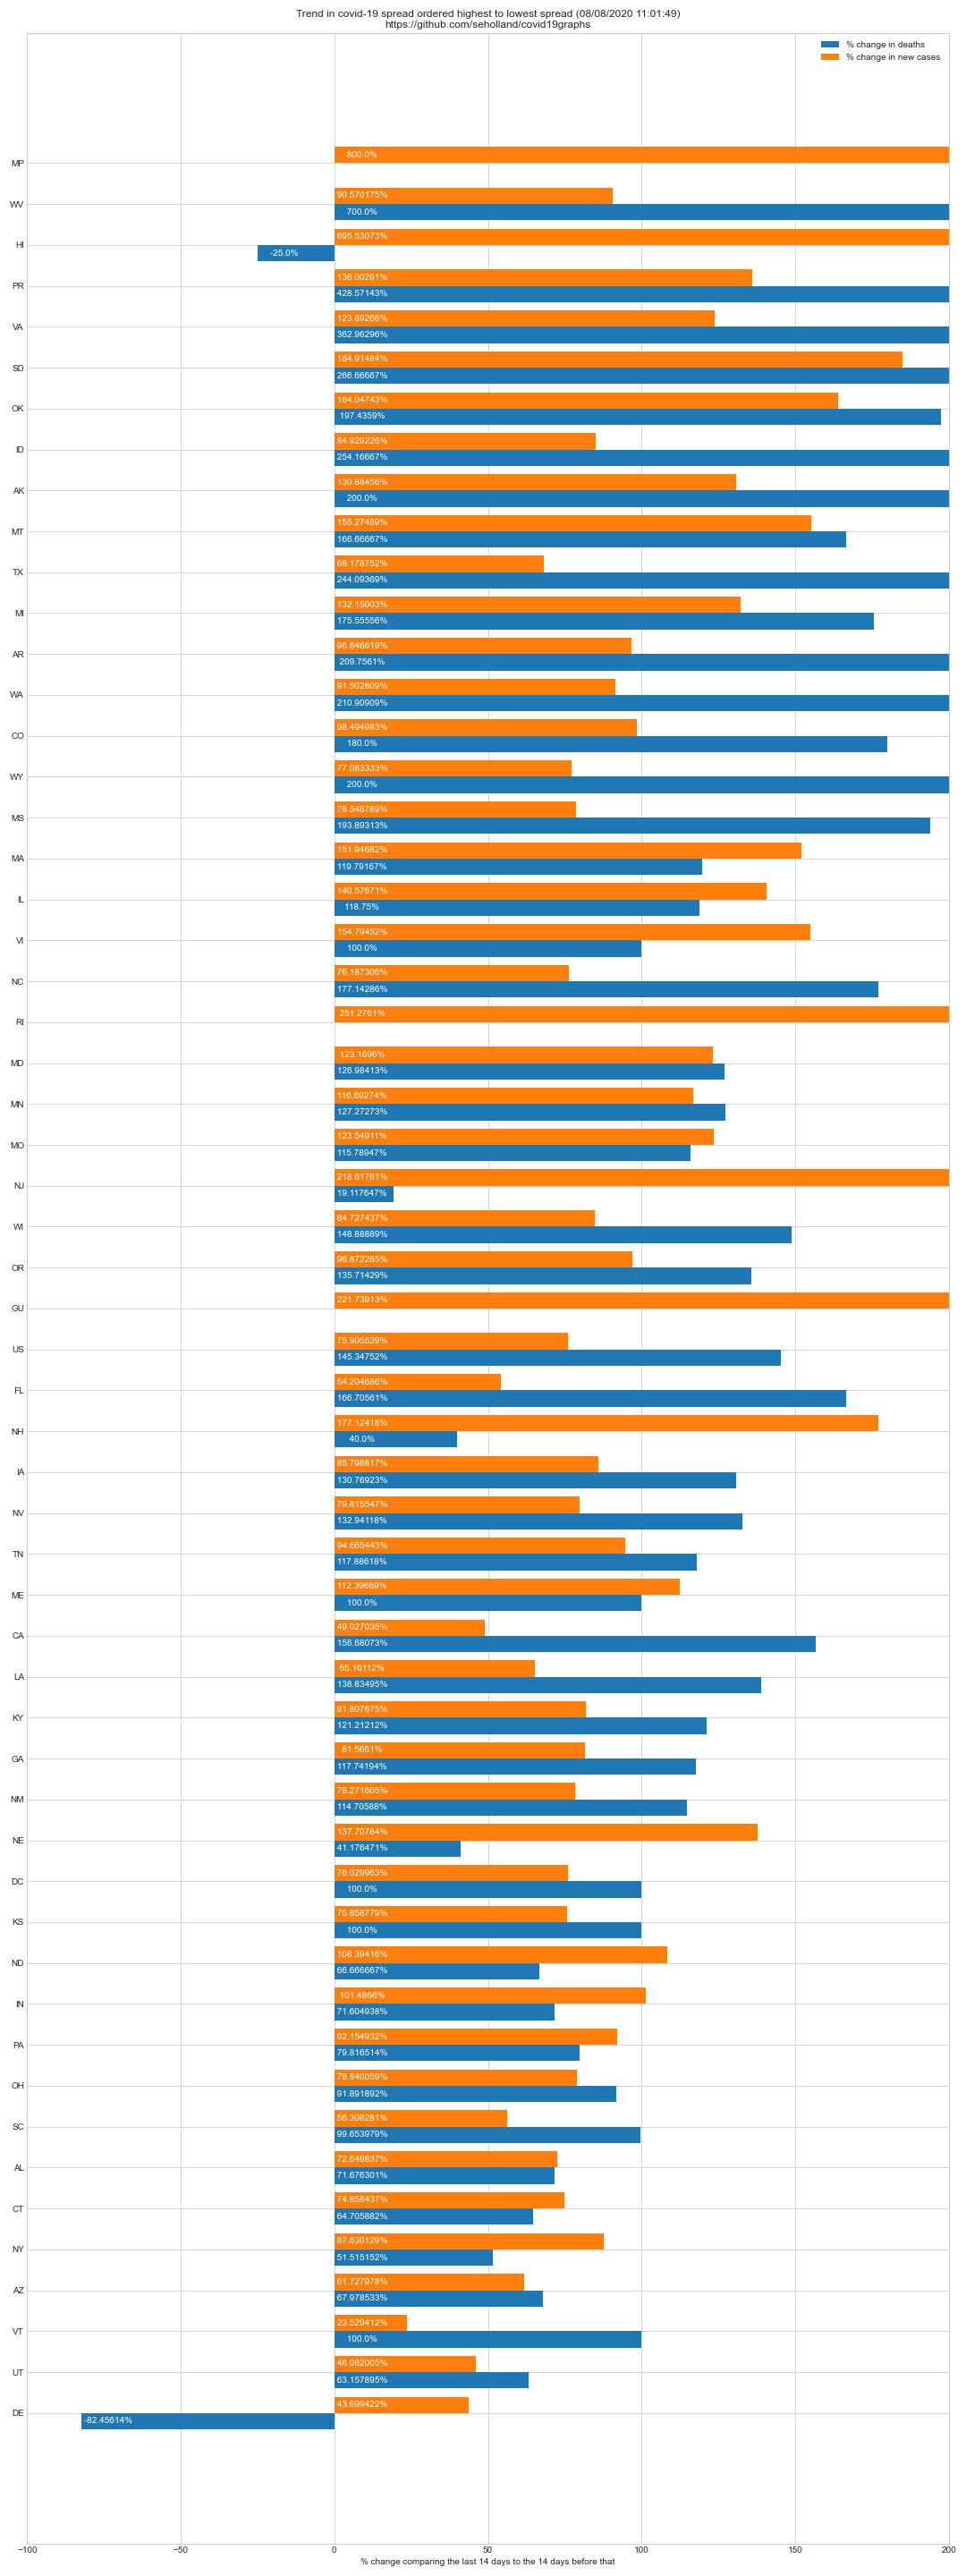 Trend in covid-19 spread ordered highest to lowest spread (08/08/2020 11:01:49)
https://github.com/seholland/covid19graphs
% change in deaths
% change in new cases
MP
800.0%
WV
90.570175%
700.0%
HI
695.53073%
-25.0%
PR
136.00281%
428.57143%
VA
123.89266%
362.96296%
SD
184.91484%
266.66667%
OK
164.04743%
197.4359%
ID
84.929226%
254.16667%
AK
130.88456%
200.0%
MT
155.27489%
166.66667%
TX
68.178752%
244.09369%
MI
132.15003%
175.55556%
AR
96.646619%
209.7561%
WA
91.502809%
210.90909%
CO
98.494983%
180.0%
WY
77.083333%
200.0%
MS
78.548789%
193.89313%
MA
151.94682%
119.79167%
IL
140.57671%
118.75%
VI
154.79452%
100.0%
NC
76.187306%
177.14286%
RI
251.2761%
MD
123.1696%
126.98413%
MN
116.69274%
127.27273%
MO
123.54911%
115.78947%
NJ
218.61761%
19.117647%
WI
84.727437%
148.88889%
OR
96.872285%
135.71429%
GU
221.73913%
US
75.905529%
145.34752%
FL
54.204686%
166.70561%
NH
177.12418%
40.0%
IA
85.798817%
130.76923%
NV
79.815547%
132.94118%
TN
94.665443%
117.88618%
ME
112.39669%
100.0%
CA
49.027035%
156.68073%
LA
65.16112%
138.83495%
KY
81.807675%
121.21212%
GA
81.5661%
117.74194%
NM
78.271605%
114.70588%
NE
137.70784%
41.176471%
DC
76.029963%
100.0%
KS
75.858779%
100.0%
ND
108.39416%
66.666667%
IN
101.4866%
71.604938%
PA
92.154932%
79.816514%
OH
78.840059%
91.891892%
SC
56.308281%
99.653979%
AL
72.649837%
71.676301%
CT
74.858437%
64.705882%
NY
87.630129%
51.515152%
AZ
61.727978%
67.978533%
VT
23.529412%
100.0%
UT
46.082005%
63.157895%
DE
43.699422%
-82.45614%
−100 −50 0 50 100 150 200
% change comparing the last 14 days to the 14 days before that